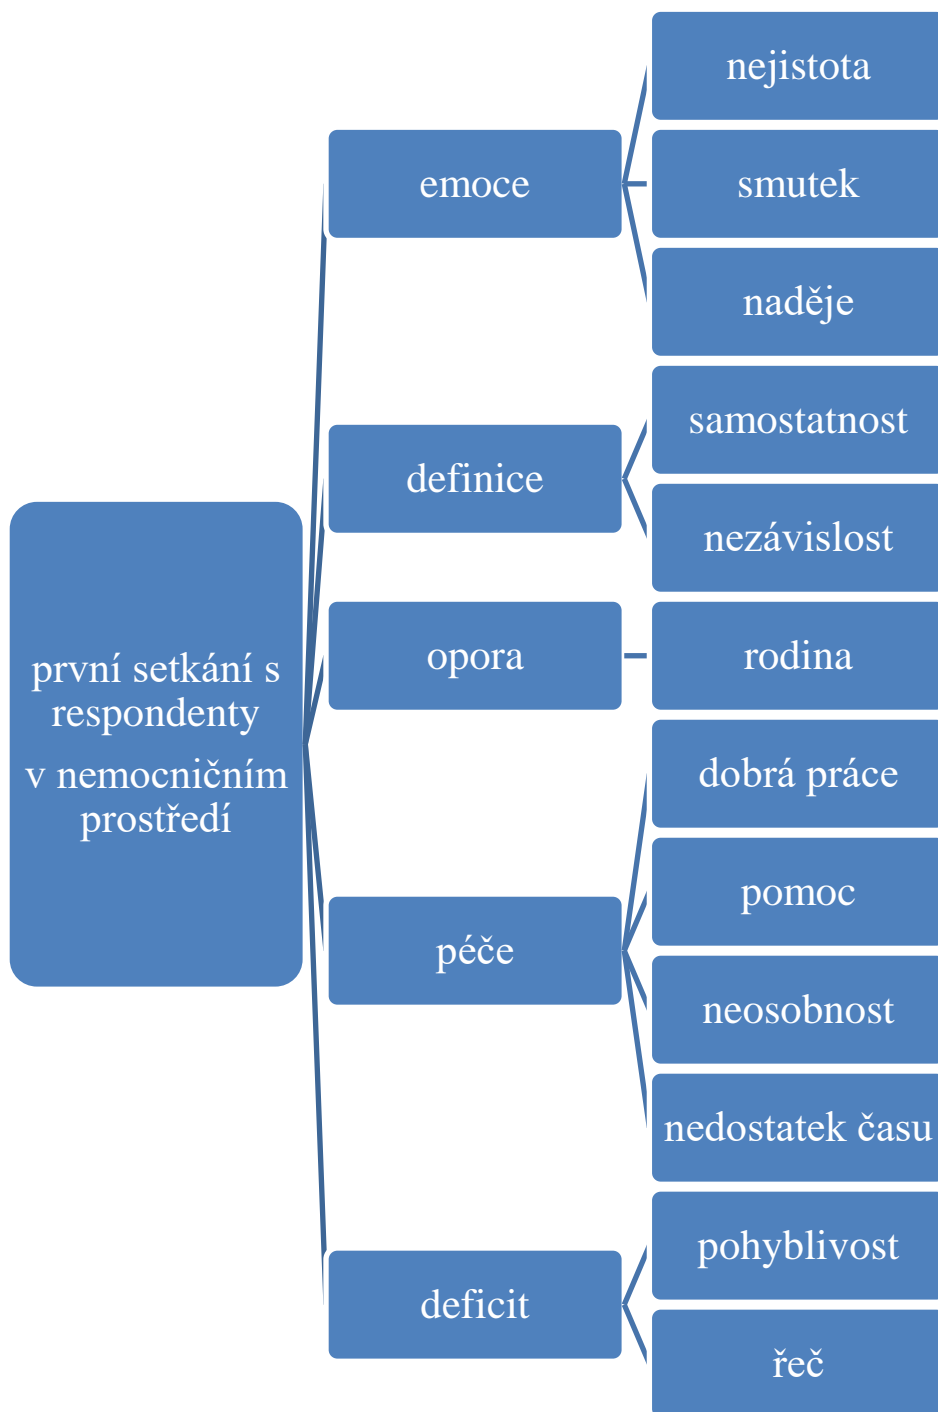 první setkání s
respondenty
v nemocničním
prostředí
emoce
nejistota
smutek
naděje
definice
samostatnost
nezávislost
opora
rodina
péče
dobrá práce
pomoc
neosobnost
nedostatek času
deficit
pohyblivost
řeč